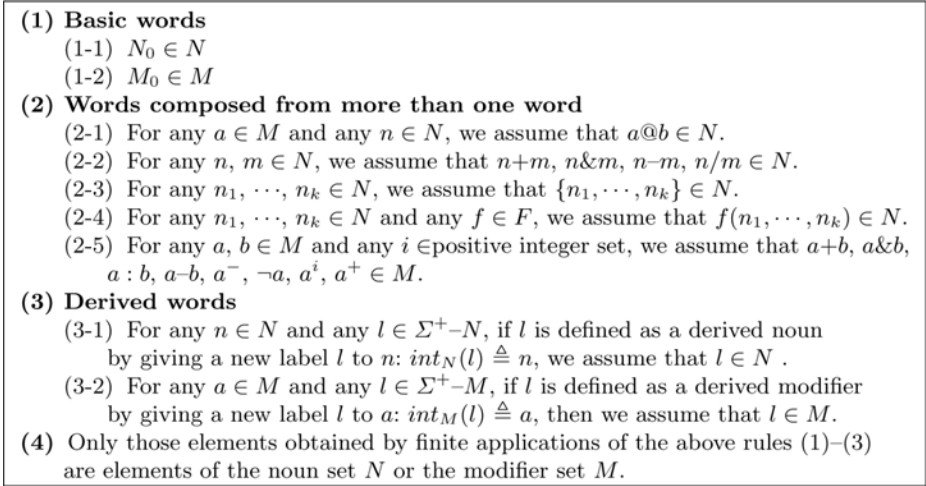 (1) Basic words
(1-1) N₀ ∈ N
(1-2) M₀ ∈ M
(2) Words composed from more than one word
(2-1) For any a ∈ M and any n ∈ N, we assume that a@b ∈ N.
(2-2) For any n, m ∈ N, we assume that n+m, n&m, n–m, n/m ∈ N.
(2-3) For any n₁, ···, nₖ ∈ N, we assume that {n₁, ···, nₖ} ∈ N.
(2-4) For any n₁, ···, nₖ ∈ N and any f ∈ F, we assume that f(n₁, ···, nₖ) ∈ N.
(2-5) For any a, b ∈ M and any i ∈positive integer set, we assume that a+b, a&b,
a : b, a–b, a⁻, ¬a, aⁱ, a⁺ ∈ M.
(3) Derived words
(3-1) For any n ∈ N and any l ∈ Σ⁺–N, if l is defined as a derived noun
by giving a new label l to n: int_N(l) ≜ n, we assume that l ∈ N .
(3-2) For any a ∈ M and any l ∈ Σ⁺–M, if l is defined as a derived modifier
by giving a new label l to a: int_M(l) ≜ a, then we assume that l ∈ M.
(4) Only those elements obtained by finite applications of the above rules (1)–(3)
are elements of the noun set N or the modifier set M.